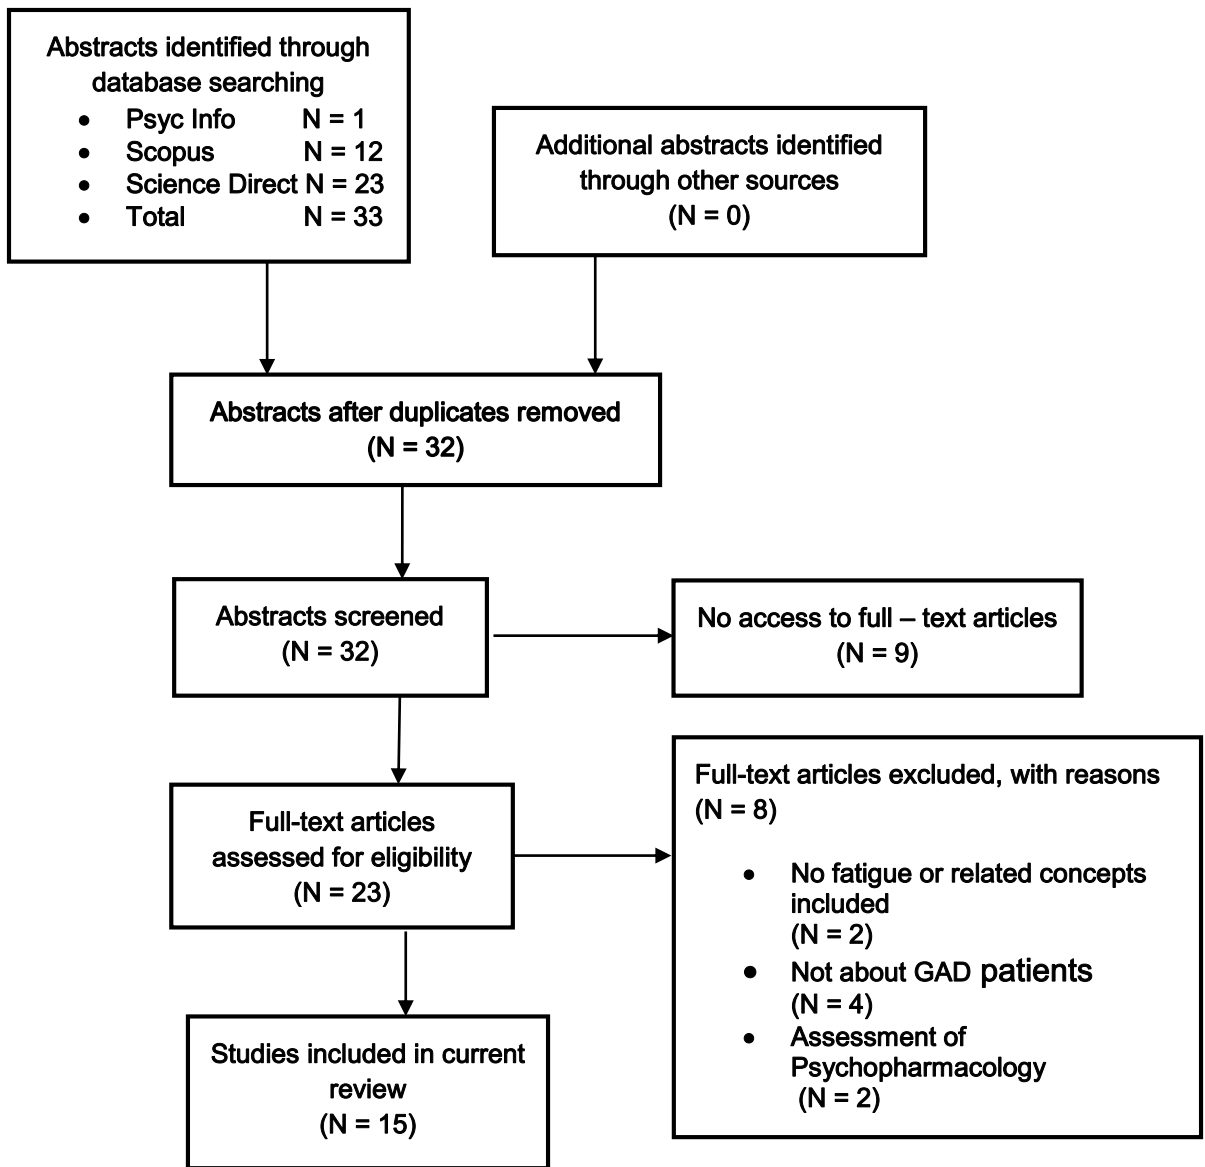 Abstracts identified through
database searching
• Psyc Info N = 1
• Scopus N = 12
• Science Direct N = 23
• Total N = 33
Additional abstracts identified
through other sources
(N = 0)
Abstracts after duplicates removed
(N = 32)
Abstracts screened
(N = 32)
No access to full – text articles
(N = 9)
Full-text articles
assessed for eligibility
(N = 23)
Full-text articles excluded, with reasons
(N = 8)
• No fatigue or related concepts
included
(N = 2)
• Not about GAD patients
(N = 4)
• Assessment of
Psychopharmacology
(N = 2)
Studies included in current
review
(N = 15)